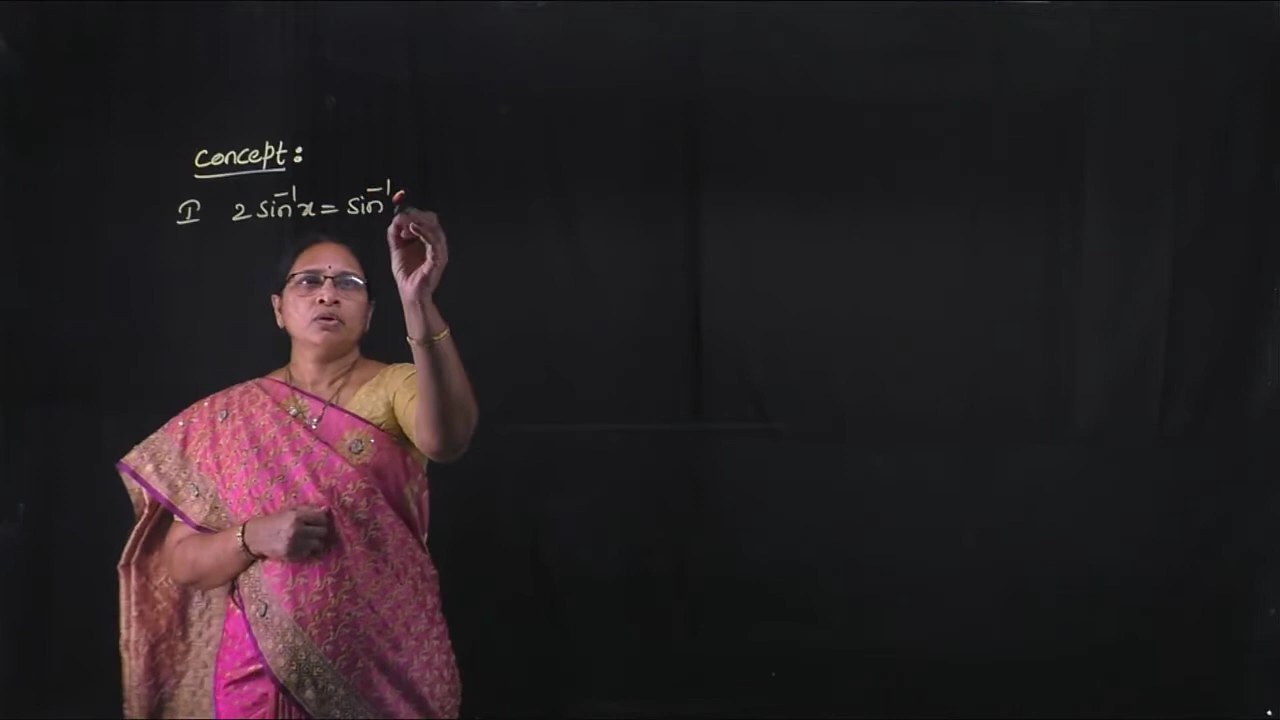 Concept:
I 2 sin⁻¹x = sin⁻¹(